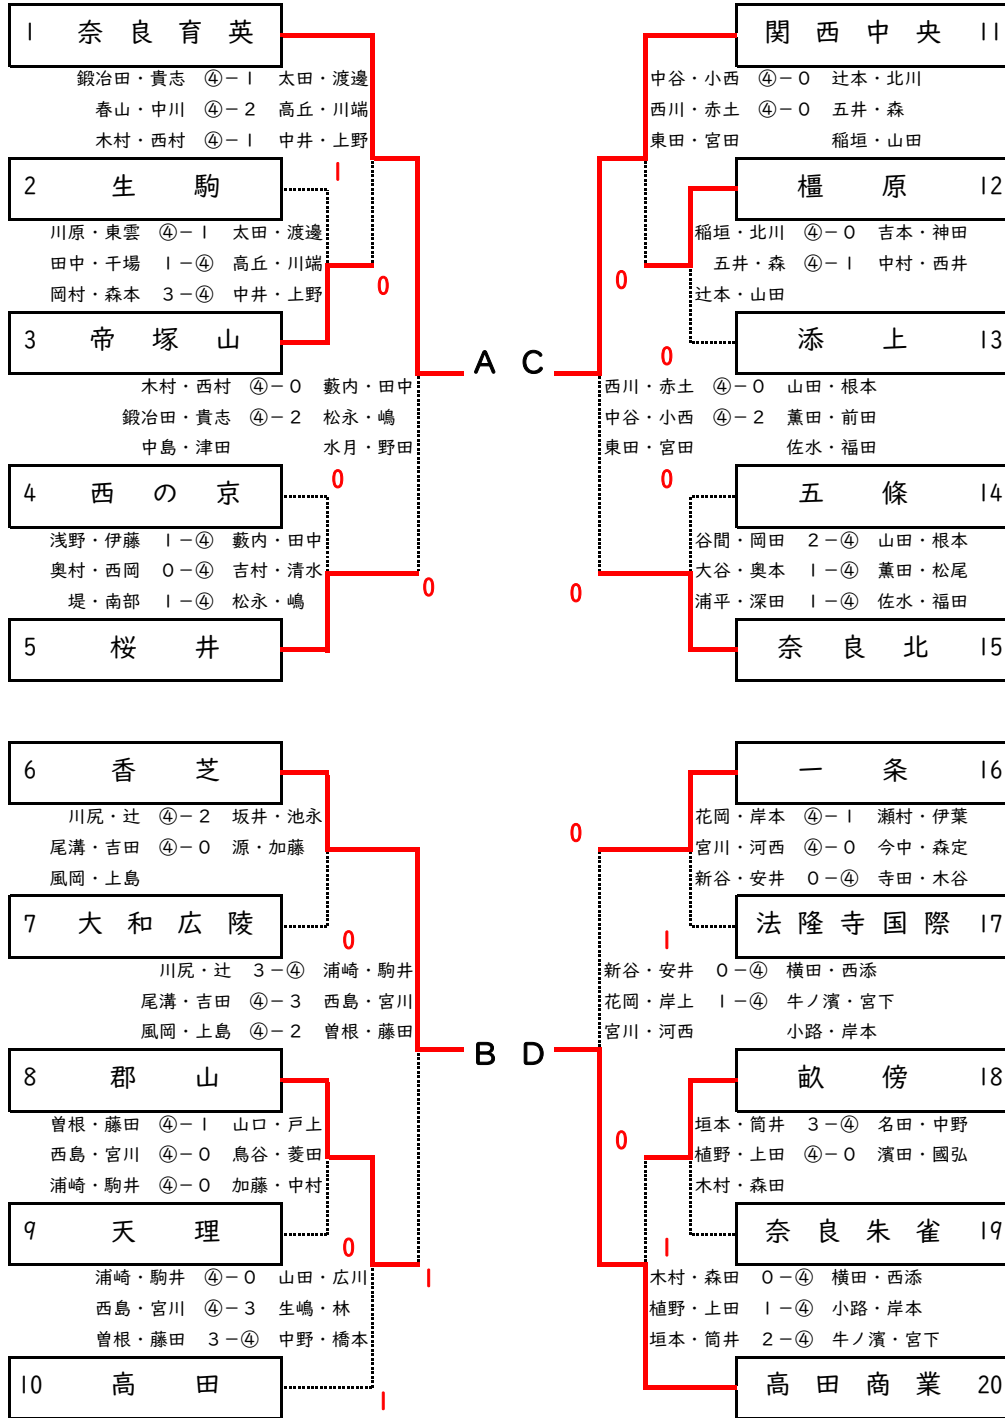 1 奈良育英
鍛冶田・貴志 ④－1 太田・渡邊
春山・中川 ④－2 高丘・川端
木村・西村 ④－1 中井・上野
1
2 生駒
川原・東雲 ④－1 太田・渡邊
田中・干場 1－④ 高丘・川端
岡村・森本 3－④ 中井・上野
0
3 帝塚山
A
木村・西村 ④－0 藪内・田中
鍛冶田・貴志 ④－2 松永・嶋
中島・津田 水月・野田
0
4 西の京
浅野・伊藤 1－④ 藪内・田中
奥村・西岡 0－④ 吉村・清水
堤・南部 1－④ 松永・嶋
0
5 桜井
6 香芝
川尻・辻 ④－2 坂井・池永
尾溝・吉田 ④－0 源・加藤
風岡・上島
7 大和広陵
0
川尻・辻 3－④ 浦崎・駒井
尾溝・吉田 ④－3 西島・宮川
風岡・上島 ④－2 曽根・藤田
B
8 郡山
曽根・藤田 ④－1 山口・戸上
西島・宮川 ④－0 鳥谷・菱田
浦崎・駒井 ④－0 加藤・中村
9 天理
0
1
浦崎・駒井 ④－0 山田・広川
西島・宮川 ④－3 生嶋・林
曽根・藤田 3－④ 中野・橋本
10 高田
1
関西中央 11
中谷・小西 ④－0 辻本・北川
西川・赤土 ④－0 五井・森
東田・宮田 稲垣・山田
橿原 12
稲垣・北川 ④－0 吉本・神田
五井・森 ④－1 中村・西井
辻本・山田
0
添上 13
0
C
西川・赤土 ④－0 山田・根本
中谷・小西 ④－2 薫田・前田
東田・宮田 佐水・福田
0
五條 14
谷間・岡田 2－④ 山田・根本
大谷・奥本 1－④ 薫田・松尾
浦平・深田 1－④ 佐水・福田
0
奈良北 15
一条 16
0
花岡・岸本 ④－1 瀬村・伊葉
宮川・河西 ④－0 今中・森定
新谷・安井 0－④ 寺田・木谷
法隆寺国際 17
1
新谷・安井 0－④ 横田・西添
花岡・岸上 1－④ 牛ノ濱・宮下
宮川・河西 小路・岸本
D
畝傍 18
垣本・筒井 3－④ 名田・中野
植野・上田 ④－0 濱田・國弘
木村・森田
0
奈良朱雀 19
1
木村・森田 0－④ 横田・西添
植野・上田 1－④ 小路・岸本
垣本・筒井 2－④ 牛ノ濱・宮下
高田商業 20